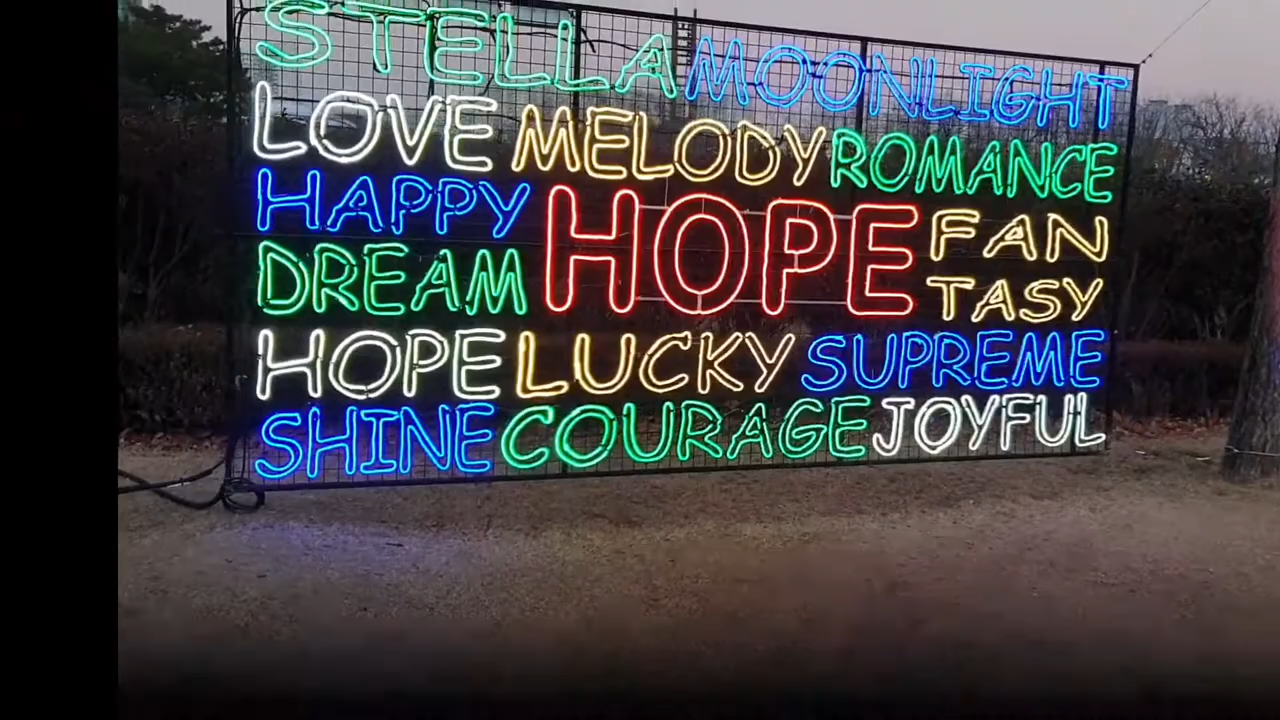 STELLA MOONLIGHT
LOVE MELODY ROMANCE
HAPPY HOPE FAN
DREAM TASY
HOPE LUCKY SUPREME
SHINE COURAGE JOYFUL